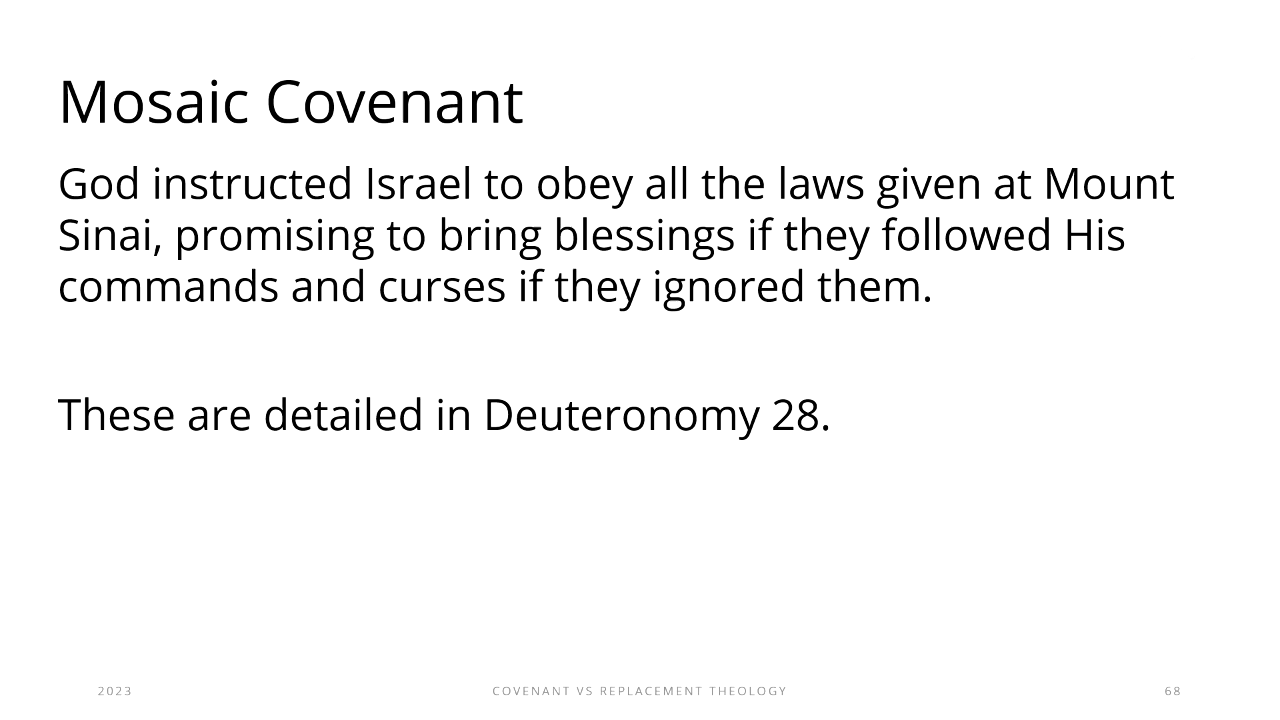 Mosaic Covenant
God instructed Israel to obey all the laws given at Mount
Sinai, promising to bring blessings if they followed His
commands and curses if they ignored them.
These are detailed in Deuteronomy 28.
2023
COVENANT VS REPLACEMENT THEOLOGY
68